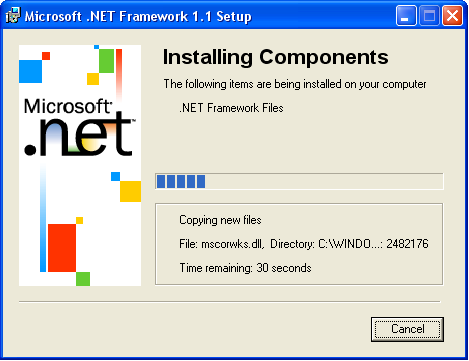 Microsoft .NET Framework 1.1 Setup
Microsoft®
.net™
Installing Components
The following items are being installed on your computer
.NET Framework Files
Copying new files
File: mscorwks.dll, Directory: C:\WINDO...: 2482176
Time remaining: 30 seconds
Cancel